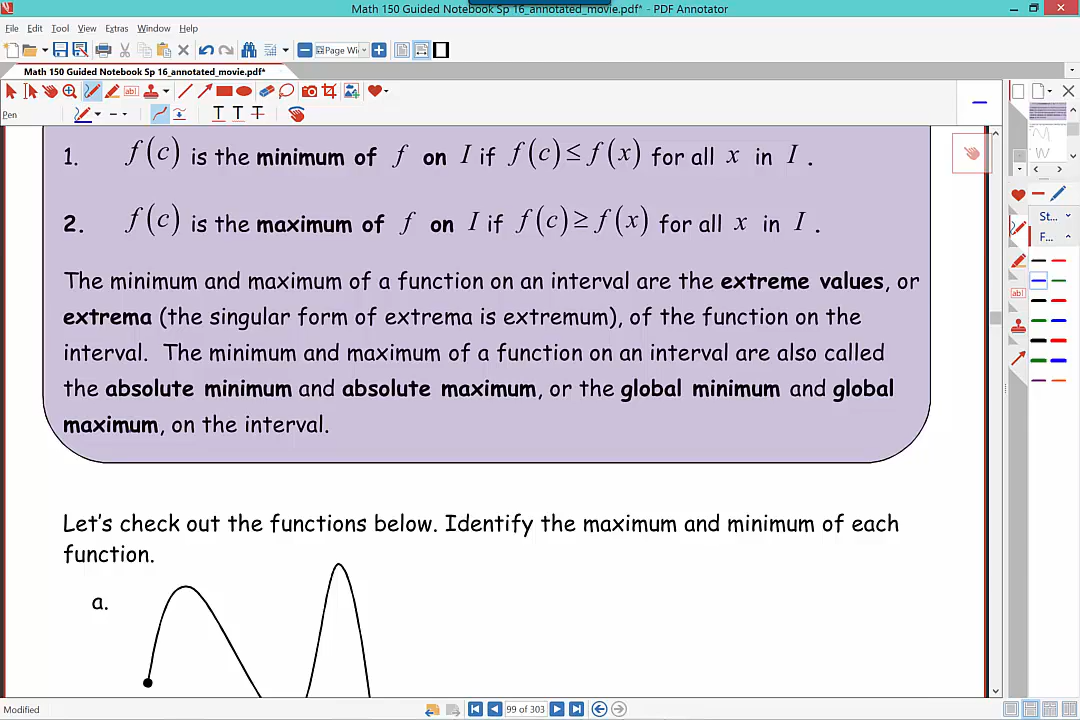 Math 150 Guided Notebook Sp 16_annotated_movie.pdf* - PDF Annotator
File Edit Tool View Extras Window Help
Page Wi
Math 150 Guided Notebook Sp 16_annotated_movie.pdf*
Pen
1. f(c) is the minimum of f on I if f(c) ≤ f(x) for all x in I .
2. f(c) is the maximum of f on I if f(c) ≥ f(x) for all x in I .
The minimum and maximum of a function on an interval are the extreme values, or
extrema (the singular form of extrema is extremum), of the function on the
interval. The minimum and maximum of a function on an interval are also called
the absolute minimum and absolute maximum, or the global minimum and global
maximum, on the interval.
Let's check out the functions below. Identify the maximum and minimum of each
function.
a.
St...
F...
Modified
99 of 303